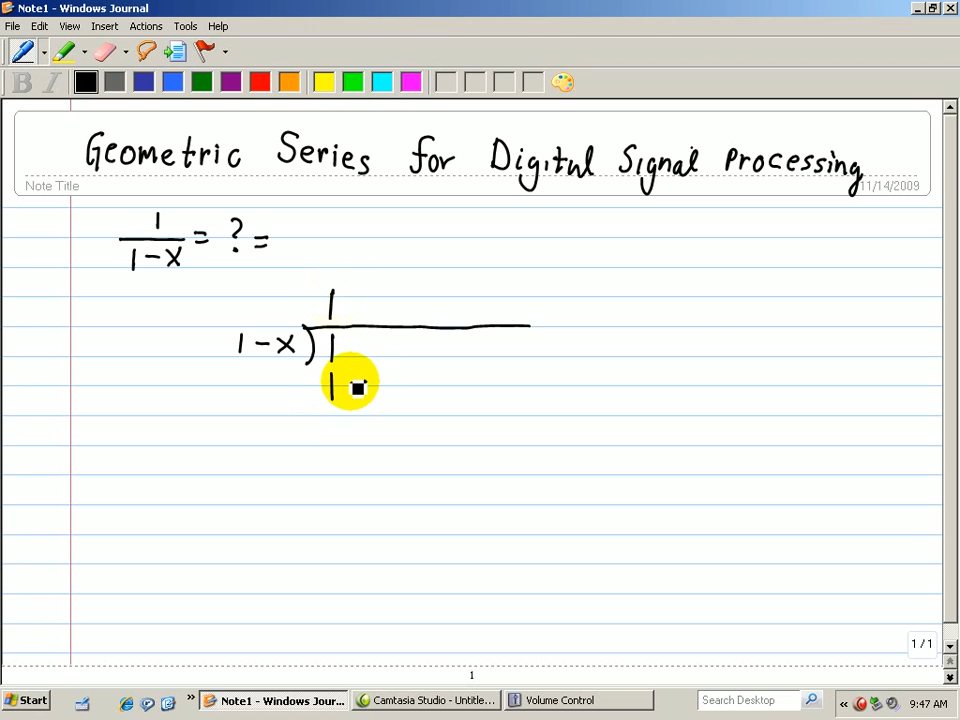 Note1 - Windows Journal
File Edit View Insert Actions Tools Help
B I
Geometric Series for Digital Signal Processing
Note Title
11/14/2009
1
1-x = ? =
1
1-x ) 1
1
1 / 1
1
Start » Note1 - Windows Jour... Camtasia Studio - Untitle... Volume Control Search Desktop « 9:47 AM